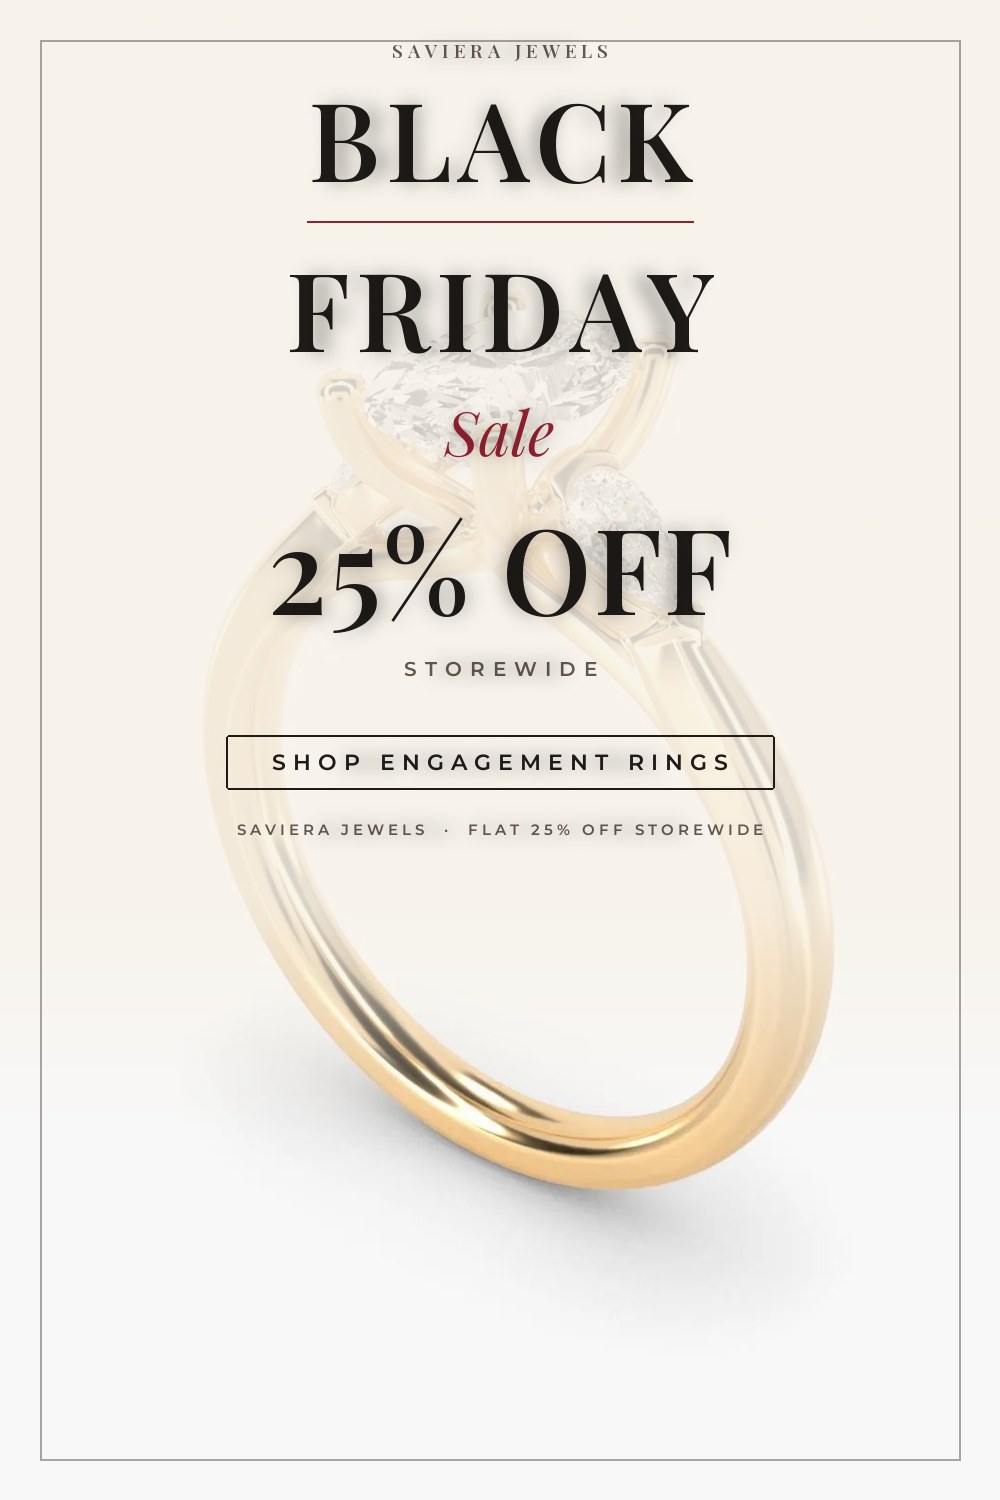 SAVIERA JEWELS
BLACK
FRIDAY
Sale
25% OFF
STOREWIDE
SHOP ENGAGEMENT RINGS
SAVIERA JEWELS · FLAT 25% OFF STOREWIDE